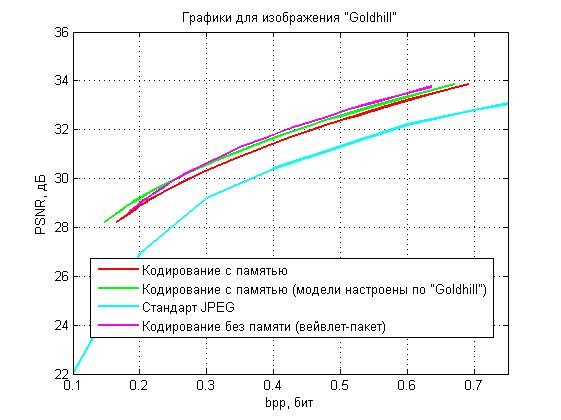 Графики для изображения "Goldhill"
36
34
32
30
28
26
24
22
PSNR, дБ
Кодирование с памятью
Кодирование с памятью (модели настроены по "Goldhill")
Стандарт JPEG
Кодирование без памяти (вейвлет-пакет)
0.1 0.2 0.3 0.4 0.5 0.6 0.7
bpp, бит